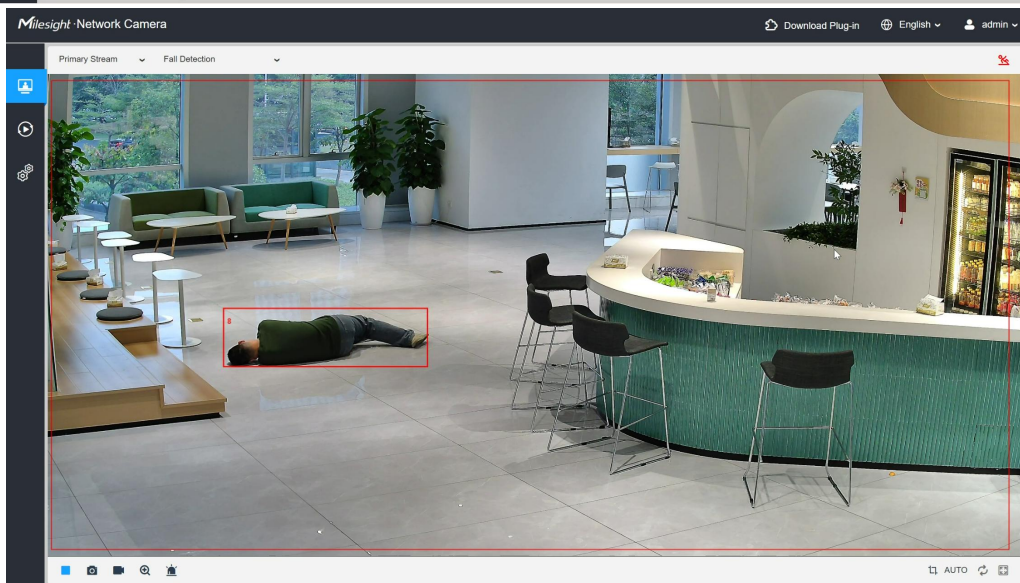 Milesight · Network Camera
Download Plug-in
English
admin
Primary Stream
Fall Detection
AUTO